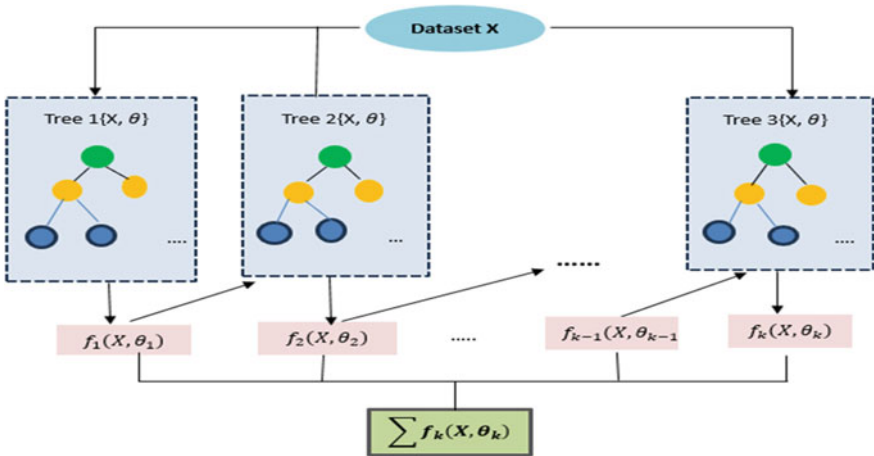 Dataset X
Tree 1{X, θ}
Tree 2{X, θ}
Tree 3{X, θ}
....
...
......
....
f₁(X, θ₁)
f₂(X, θ₂)
.....
fₖ₋₁(X, θₖ₋₁
fₖ(X, θₖ)
∑ fₖ(X, θₖ)